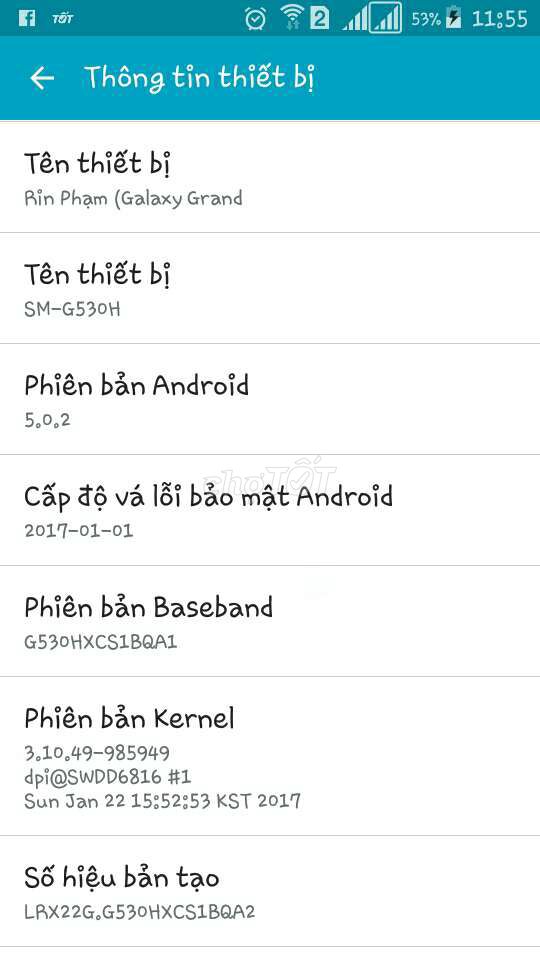 TỐT
2
53%
11:55
Thông tin thiết bị
Tên thiết bị
Rin Phạm (Galaxy Grand
Tên thiết bị
SM-G530H
Phiên bản Android
5.0.2
chợTỐT
Cấp độ vá lỗi bảo mật Android
2017-01-01
Phiên bản Baseband
G530HXCS1BQA1
Phiên bản Kernel
3.10.49-985949
dpi@SWDD6816 #1
Sun Jan 22 15:52:53 KST 2017
Số hiệu bản tạo
LRX22G.G530HXCS1BQA2